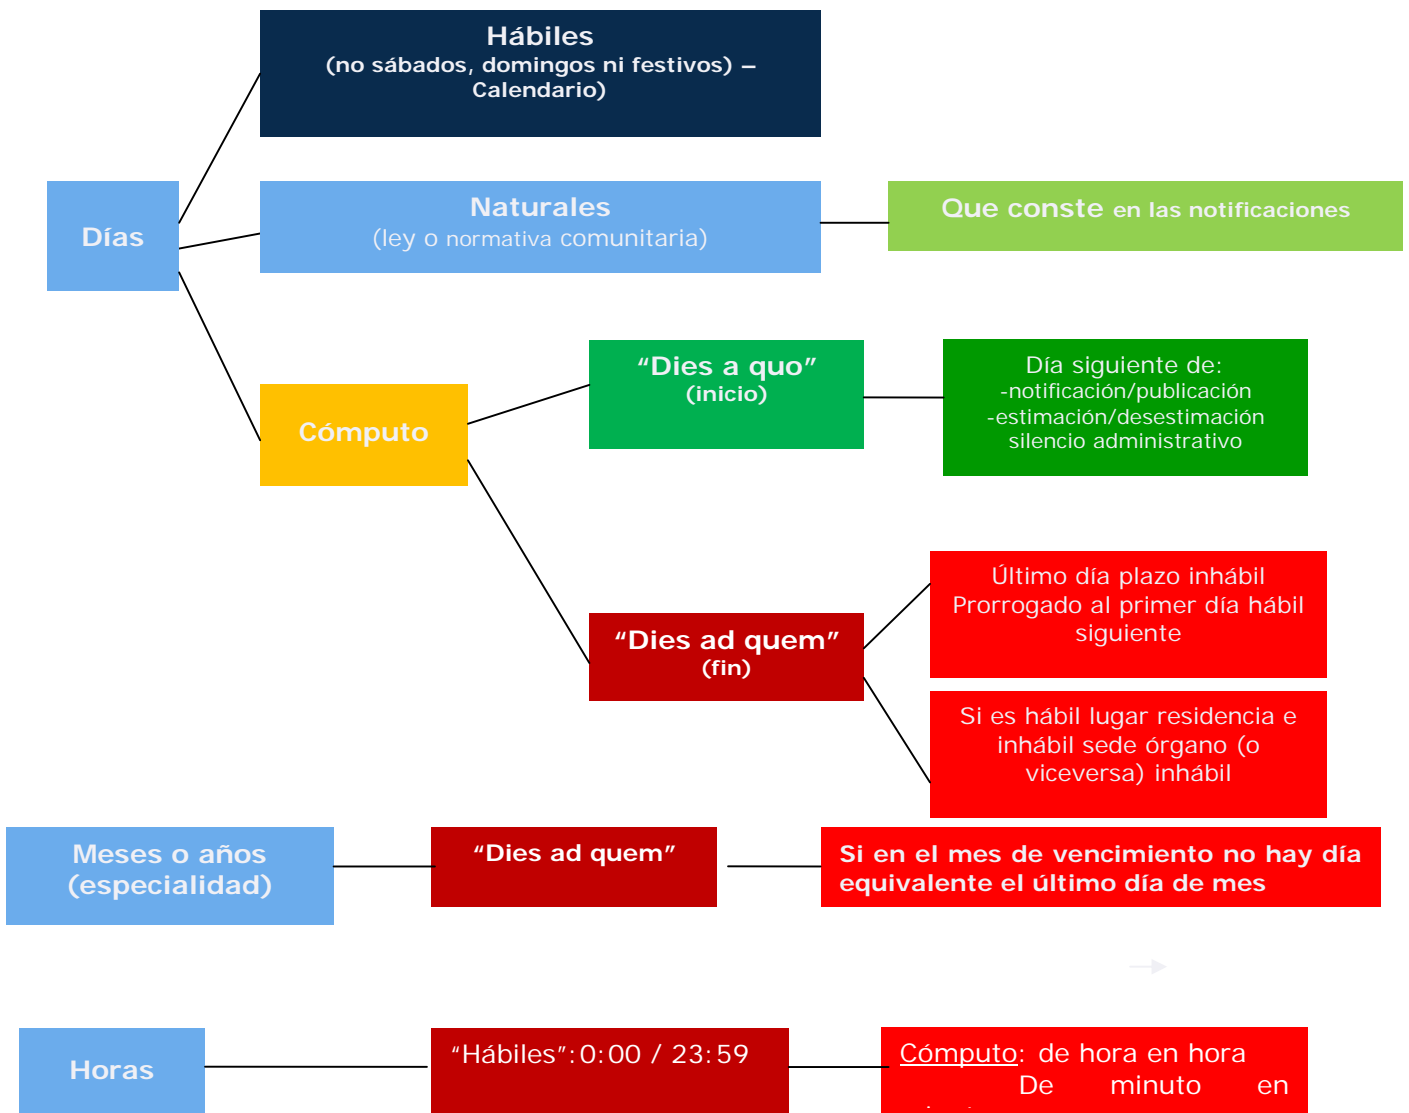 Hábiles
(no sábados, domingos ni festivos) –
Calendario)
Días
Naturales
(ley o normativa comunitaria)
Que conste en las notificaciones
Cómputo
“Dies a quo”
(inicio)
Día siguiente de:
-notificación/publicación
-estimación/desestimación
silencio administrativo
“Dies ad quem”
(fin)
Último día plazo inhábil
Prorrogado al primer día hábil
siguiente
Si es hábil lugar residencia e
inhábil sede órgano (o
viceversa) inhábil
Meses o años
(especialidad)
“Dies ad quem”
Si en el mes de vencimiento no hay día
equivalente el último día de mes
Horas
“Hábiles”:0:00 / 23:59
Cómputo: de hora en hora
De minuto en